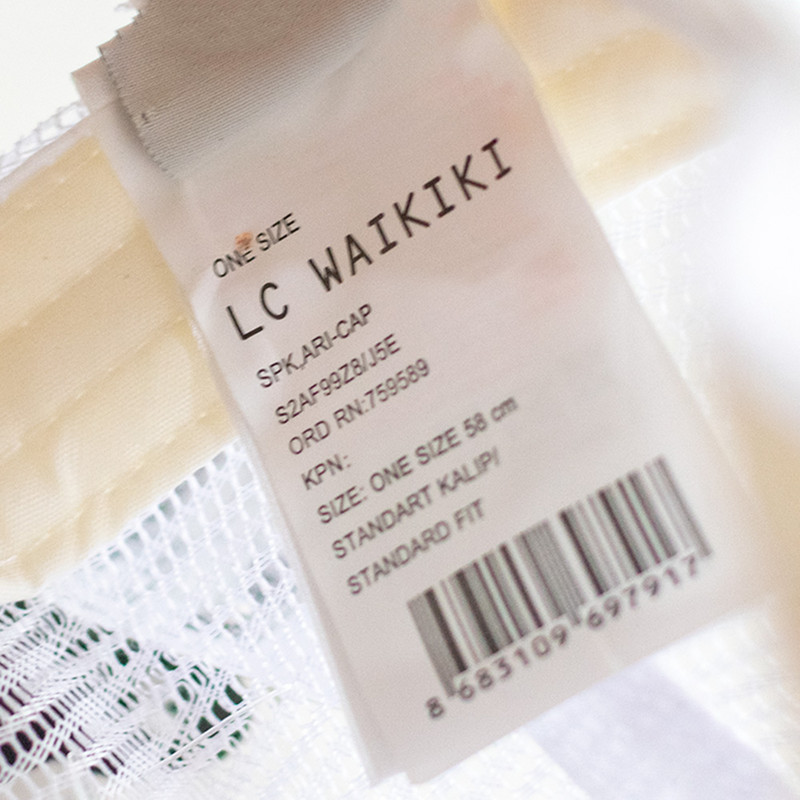 ONE SIZE
LC WAIKIKI
SPK,ARI-CAP
S2AF99Z8/J5E
ORD RN:759589
KPN:
SIZE: ONE SIZE 58 cm
STANDART KALIP/
STANDARD FIT
8 683109 697917